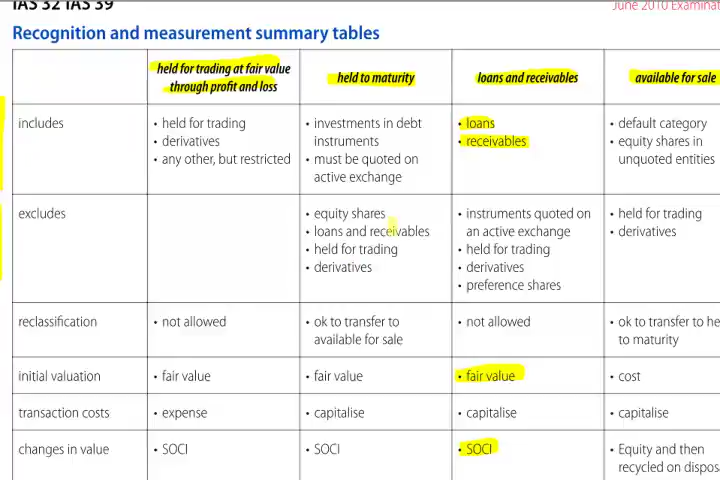 IAS 32 IAS 39
June 2010 Examinat
Recognition and measurement summary tables
held for trading at fair value through profit and loss
held to maturity
loans and receivables
available for sale
includes
• held for trading
• derivatives
• any other, but restricted
• investments in debt instruments
• must be quoted on active exchange
• loans
• receivables
• default category
• equity shares in unquoted entities
excludes
• equity shares
• loans and receivables
• held for trading
• derivatives
• instruments quoted on an active exchange
• held for trading
• derivatives
• preference shares
• held for trading
• derivatives
reclassification
• not allowed
• ok to transfer to available for sale
• not allowed
• ok to transfer to he
to maturity
initial valuation
• fair value
• fair value
• fair value
• cost
transaction costs
• expense
• capitalise
• capitalise
• capitalise
changes in value
• SOCI
• SOCI
• SOCI
• Equity and then
recycled on dispos